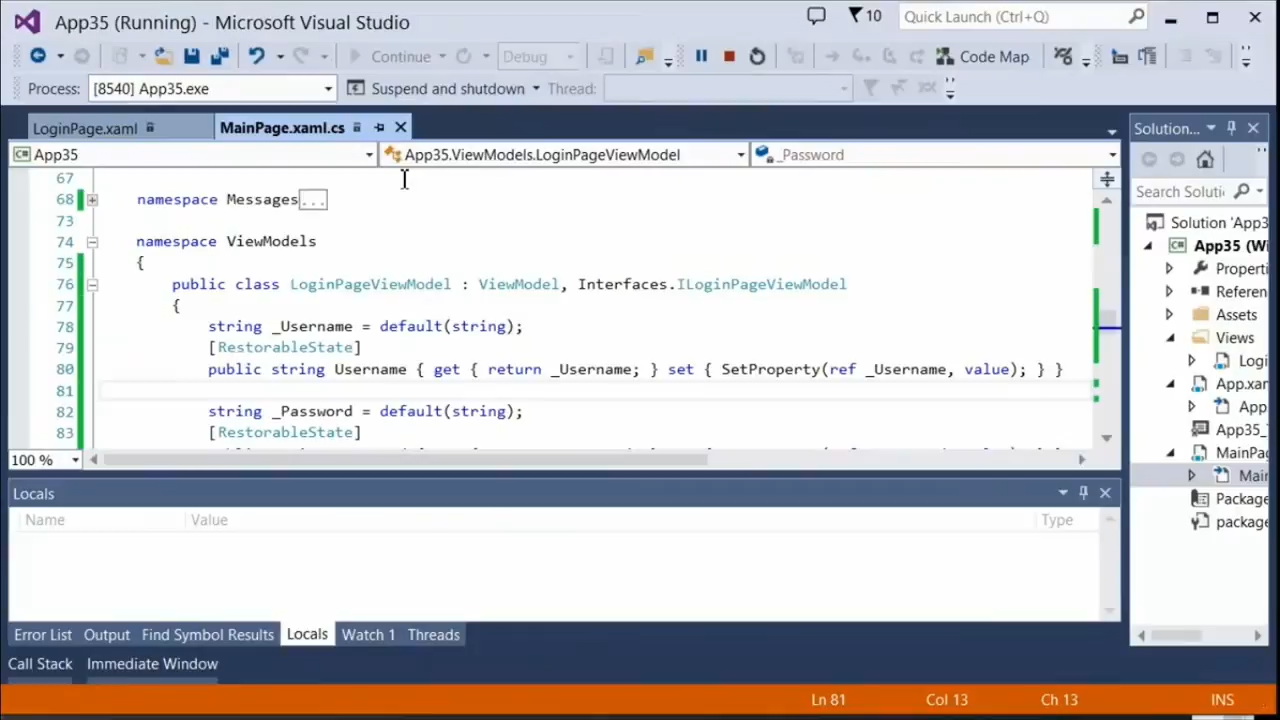 App35 (Running) - Microsoft Visual Studio
10
Quick Launch (Ctrl+Q)
Continue
Debug
Code Map
Process:
[8540] App35.exe
Suspend and shutdown
Thread:
LoginPage.xaml
MainPage.xaml.cs
Solution...
App35
App35.ViewModels.LoginPageViewModel
_Password
67
68 namespace Messages...
73
74 namespace ViewModels
75 {
76 public class LoginPageViewModel : ViewModel, Interfaces.ILoginPageViewModel
77 {
78 string _Username = default(string);
79 [RestorableState]
80 public string Username { get { return _Username; } set { SetProperty(ref _Username, value); } }
81
82 string _Password = default(string);
83 [RestorableState]
100 %
Search Soluti
Solution 'App3
App35 (W
Properti
Referen
Assets
Views
Logi
App.xan
App
App35_
MainPag
Main
Package
package
Locals
Name
Value
Type
Error List
Output
Find Symbol Results
Locals
Watch 1
Threads
Call Stack
Immediate Window
Ln 81
Col 13
Ch 13
INS